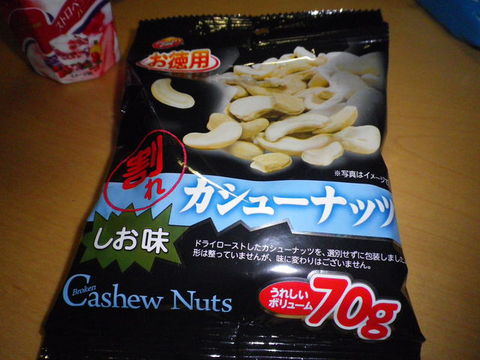 お徳用
※写真はイメージで
割れ
カシューナッツ
しお味
ドライローストしたカシューナッツを、選別せずに包装しました
形は整っていませんが、味に変わりはございません。
Broken
Cashew Nuts
うれしい
ボリューム
70g